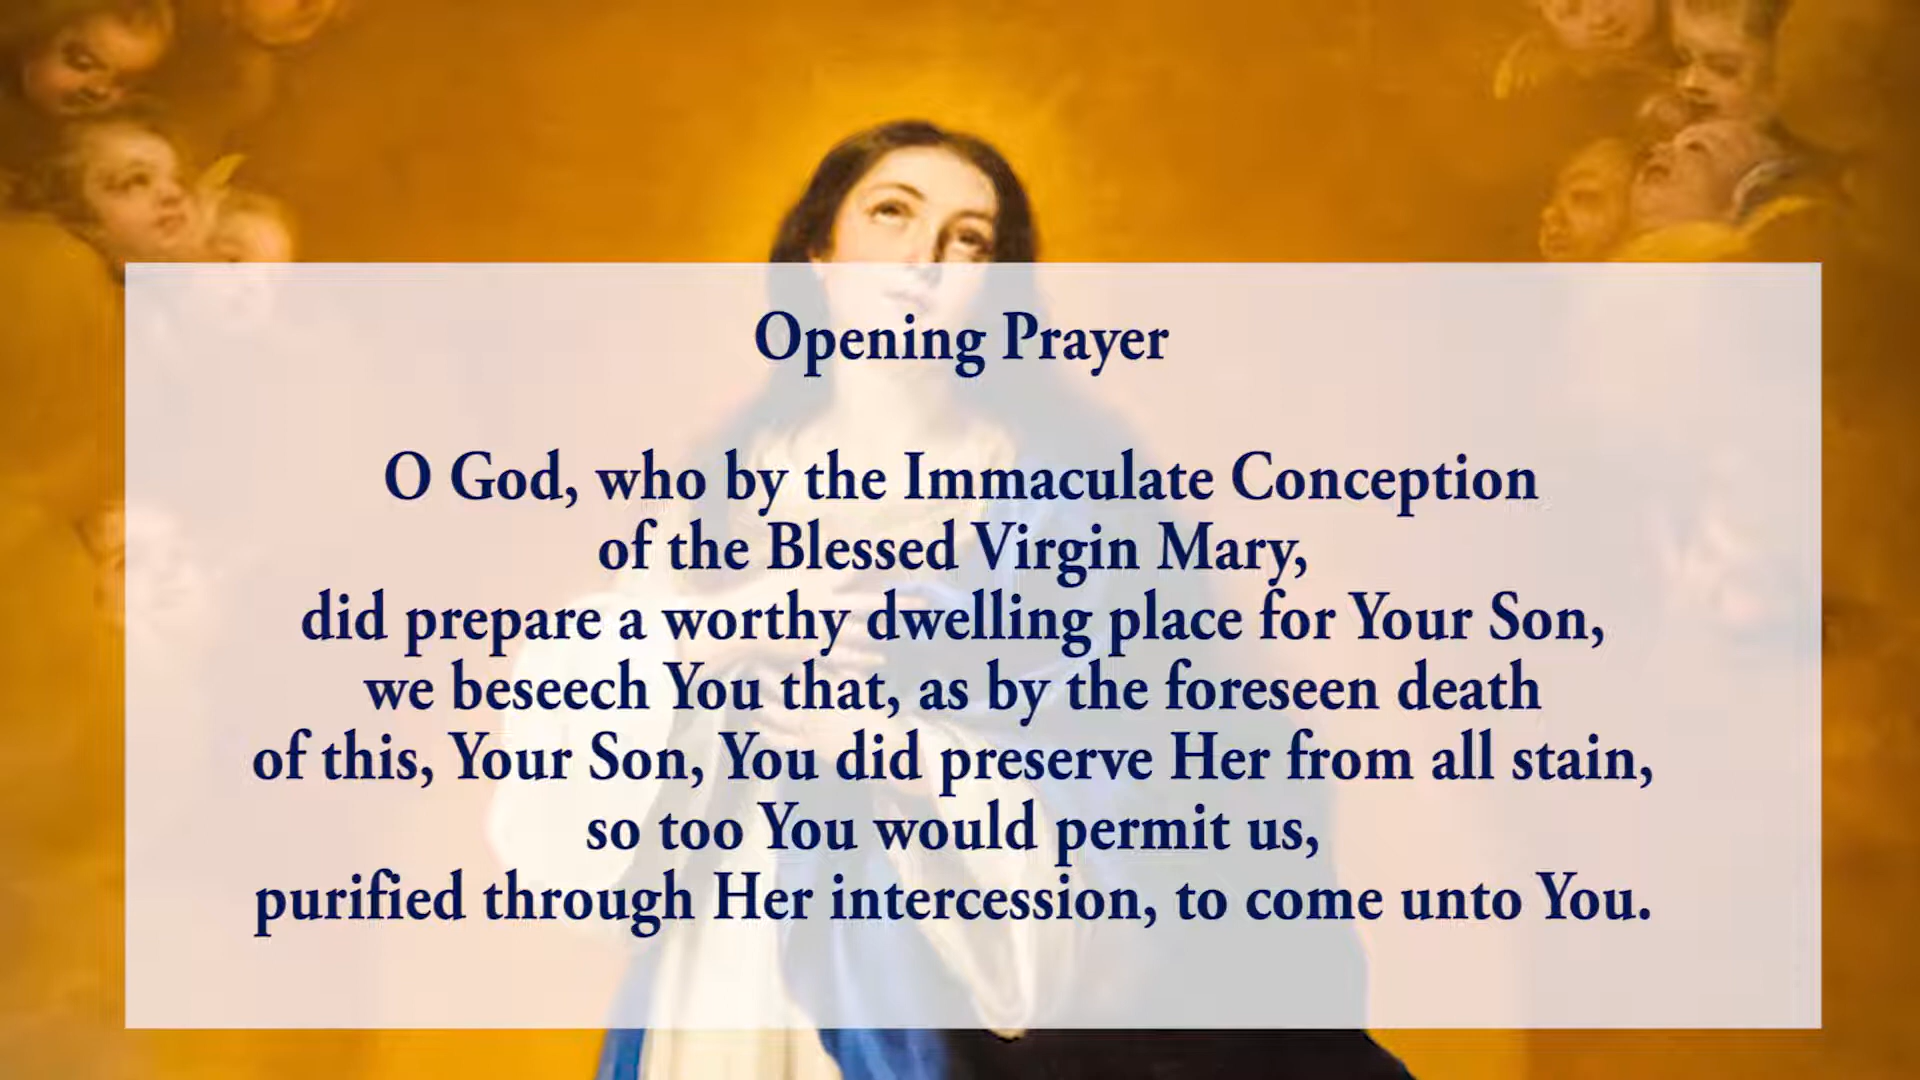 Opening Prayer
O God, who by the Immaculate Conception
of the Blessed Virgin Mary,
did prepare a worthy dwelling place for Your Son,
we beseech You that, as by the foreseen death
of this, Your Son, You did preserve Her from all stain,
so too You would permit us,
purified through Her intercession, to come unto You.